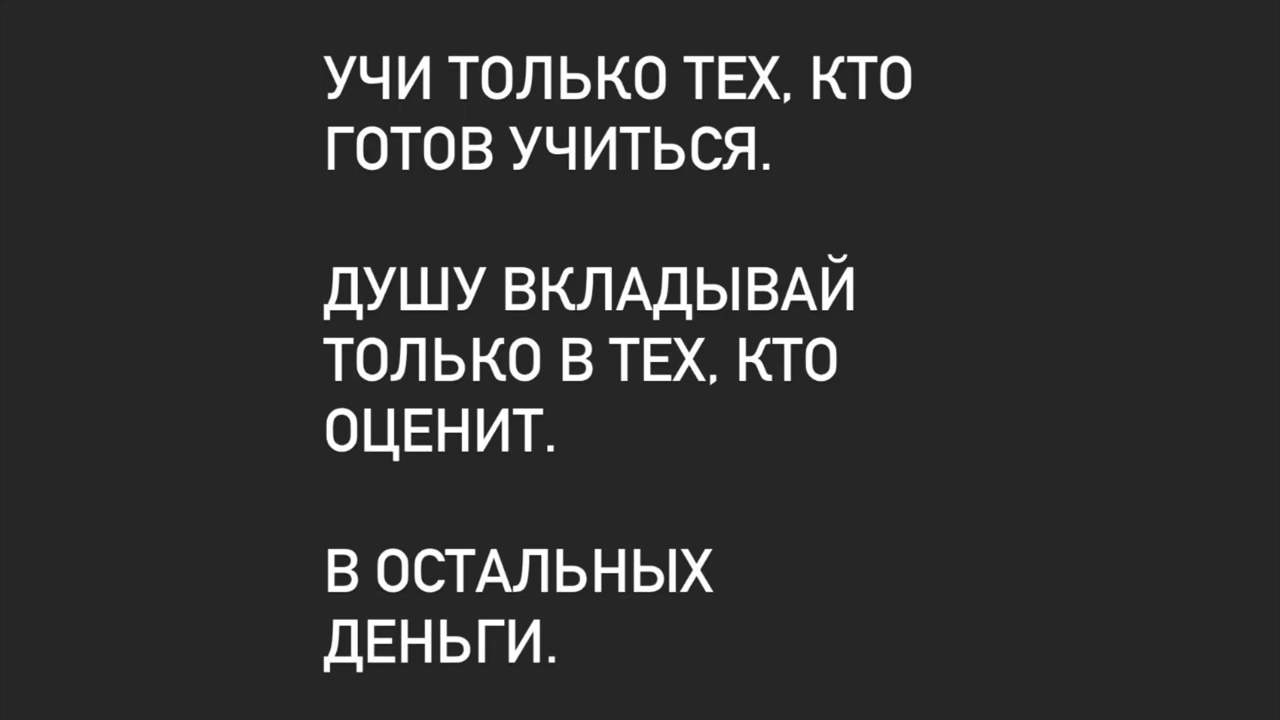 УЧИ ТОЛЬКО ТЕХ, КТО
ГОТОВ УЧИТЬСЯ.
ДУШУ ВКЛАДЫВАЙ
ТОЛЬКО В ТЕХ, КТО
ОЦЕНИТ.
В ОСТАЛЬНЫХ
ДЕНЬГИ.